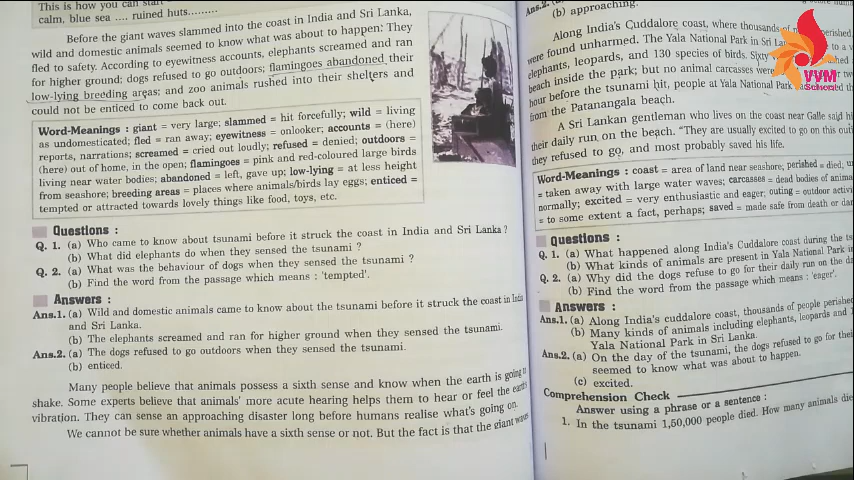 This is how you can start
calm, blue sea .... ruined huts.........
Before the giant waves slammed into the coast in India and Sri Lanka,
wild and domestic animals seemed to know what was about to happen: They
fled to safety. According to eyewitness accounts, elephants screamed and ran
for higher ground; dogs refused to go outdoors; flamingoes abandoned their
low-lying breeding areas; and zoo animals rushed into their shelters and
could not be enticed to come back out.
Word-Meanings : giant = very large; slammed = hit forcefully; wild = living
as undomesticated; fled = ran away; eyewitness = onlooker; accounts = (here)
reports, narrations; screamed = cried out loudly; refused = denied; outdoors =
(here) out of home, in the open; flamingoes = pink and red-coloured large birds
living near water bodies; abandoned = left, gave up; low-lying = at less height
from seashore; breeding areas = places where animals/birds lay eggs; enticed =
tempted or attracted towards lovely things like food, toys, etc.
Questions :
Q. 1. (a) Who came to know about tsunami before it struck the coast in India and Sri Lanka ?
(b) What did elephants do when they sensed the tsunami ?
Q. 2. (a) What was the behaviour of dogs when they sensed the tsunami ?
(b) Find the word from the passage which means : 'tempted'.
Answers :
Ans.1. (a) Wild and domestic animals came to know about the tsunami before it struck the coast in India
and Sri Lanka.
(b) The elephants screamed and ran for higher ground when they sensed the tsunami.
Ans.2. (a) The dogs refused to go outdoors when they sensed the tsunami.
(b) enticed.
Many people believe that animals possess a sixth sense and know when the earth is going to
shake. Some experts believe that animals' more acute hearing helps them to hear or feel the earth's
vibration. They can sense an approaching disaster long before humans realise what's going on.
We cannot be sure whether animals have a sixth sense or not. But the fact is that the giant waves
Ans.2.
(b) approaching.
Along India's Cuddalore coast, where thousands of perished
were found unharmed. The Yala National Park in Sri to a
elephants, leopards, and 130 species of birds. Sixty
beach inside the park; but no animal carcasses were
hour before the tsunami hit, people at Yala National Park the
from the Patanangala beach.
A Sri Lankan gentleman who lives on the coast near Galle said
their daily run on the beach. "They are usually excited to go on this
they refused to go, and most probably saved his life.
Word-Meanings : coast = area of land near seashore; perished = died,
= taken away with large water waves; carcasses = dead bodies of
normally; excited = very enthusiastic and eager; outing = outdoor
= to some extent a fact, perhaps; saved = made safe from death or
Questions :
Q. 1. (a) What happened along India's Cuddalore coast during the
(b) What kinds of animals are present in Yala National Park
Q. 2. (a) Why did the dogs refuse to go for their daily run on the
(b) Find the word from the passage which means : 'eager'.
Answers :
Ans.1. (a) Along India's cuddalore coast, thousands of people perished
(b) Many kinds of animals including elephants, leopards and
Yala National Park in Sri Lanka.
Ans.2. (a) On the day of the tsunami, the dogs refused to go for their
seemed to know what was about to happen.
(c) excited.
Comprehension Check
Answer using a phrase or a sentence :
1. In the tsunami 1,50,000 people died. How many animals
VVM
School